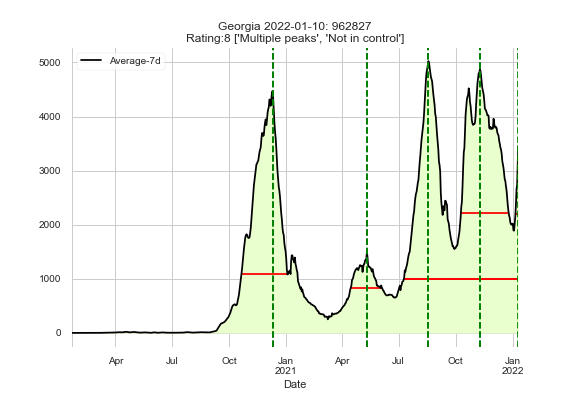 Georgia 2022-01-10: 962827
Rating:8 ['Multiple peaks', 'Not in control']
Average-7d
5000
4000
3000
2000
1000
0
Apr Jul Oct Jan Apr Jul Oct Jan
2021 2022
Date